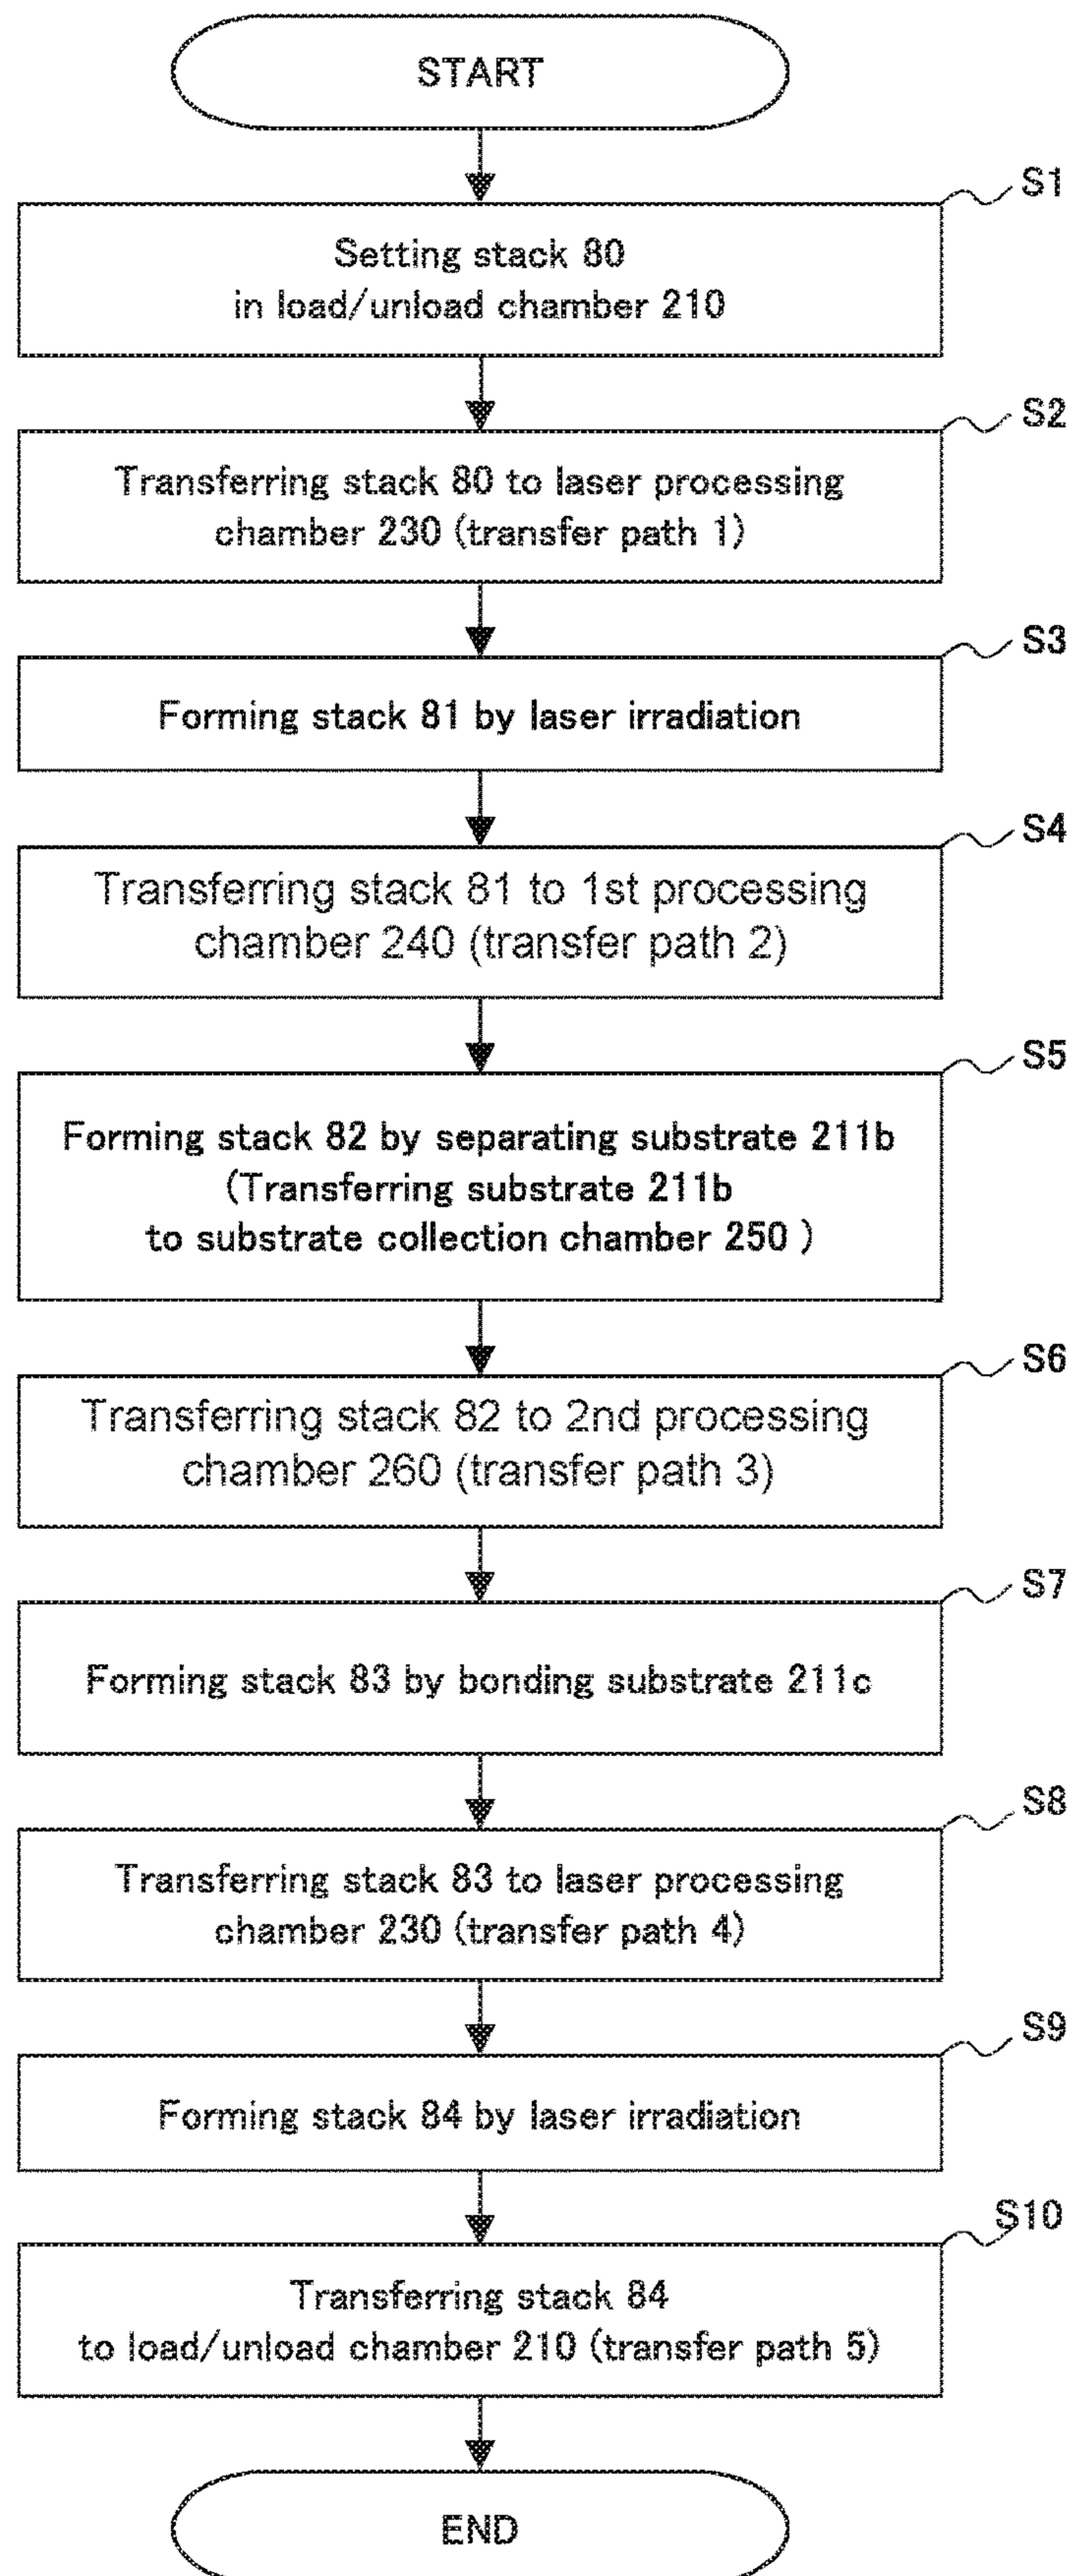 START
S1
Setting stack 80
in load/unload chamber 210
S2
Transferring stack 80 to laser processing
chamber 230 (transfer path 1)
S3
Forming stack 81 by laser irradiation
S4
Transferring stack 81 to 1st processing
chamber 240 (transfer path 2)
S5
Forming stack 82 by separating substrate 211b
(Transferring substrate 211b
to substrate collection chamber 250 )
S6
Transferring stack 82 to 2nd processing
chamber 260 (transfer path 3)
S7
Forming stack 83 by bonding substrate 211c
S8
Transferring stack 83 to laser processing
chamber 230 (transfer path 4)
S9
Forming stack 84 by laser irradiation
S10
Transferring stack 84
to load/unload chamber 210 (transfer path 5)
END